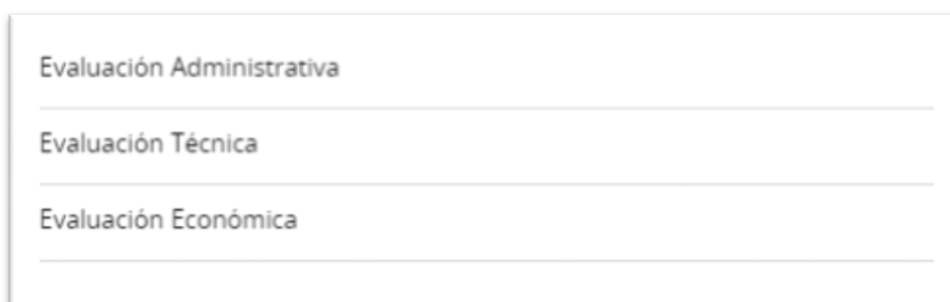 Evaluación Administrativa
Evaluación Técnica
Evaluación Económica